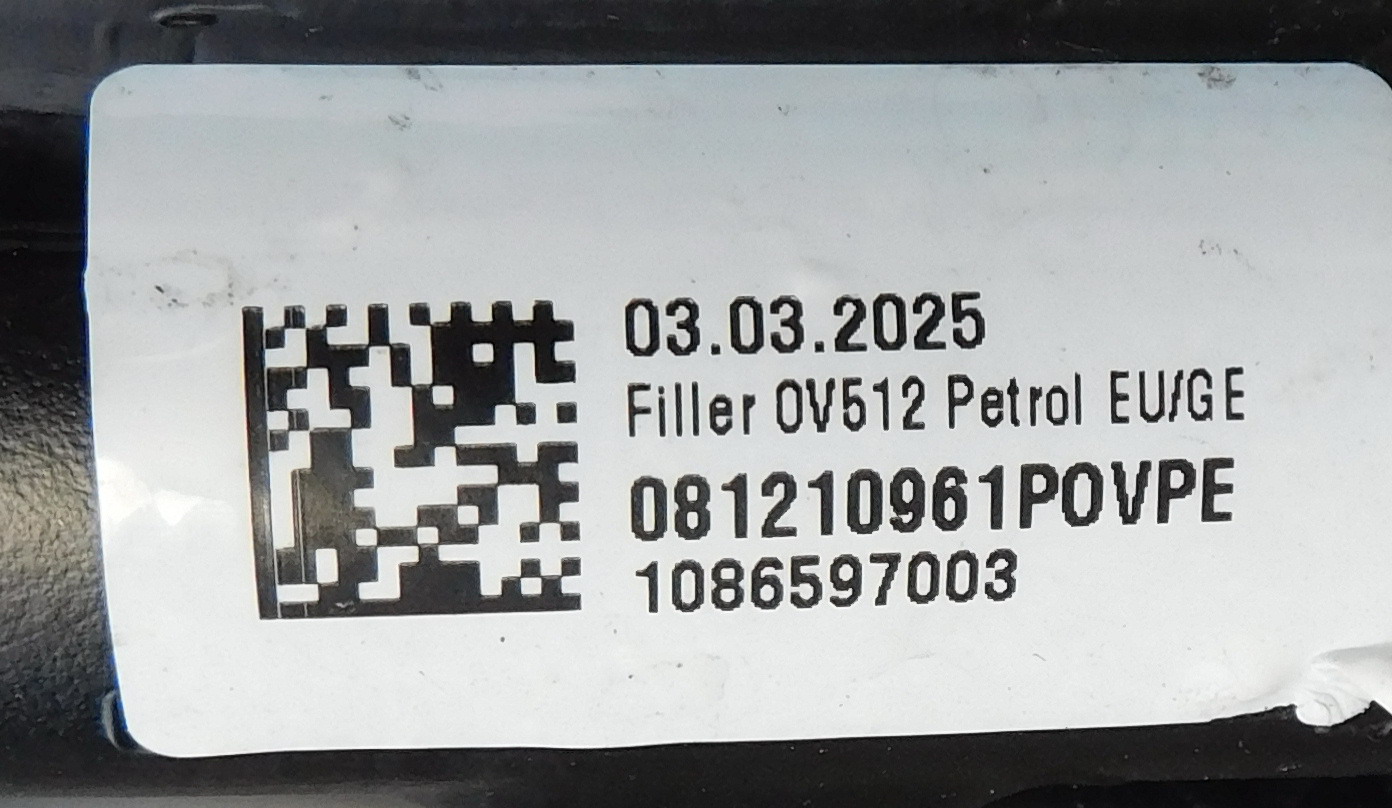 03.03.2025
Filler OV512 Petrol EU/GE
081210961POVPE
1086597003